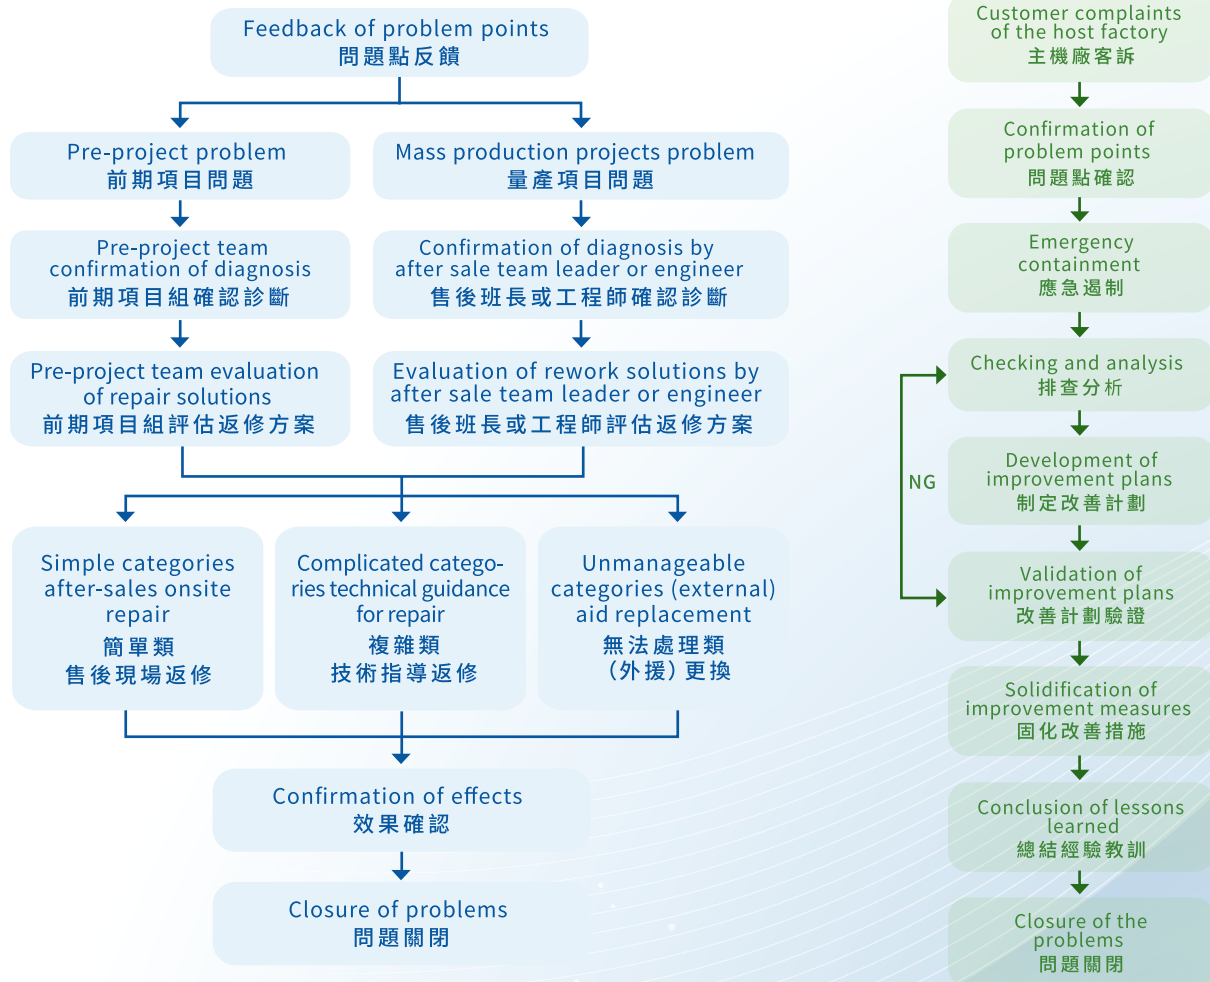 Feedback of problem points
問題點反饋
Pre-project problem
前期項目問題
Mass production projects problem
量產項目問題
Pre-project team
confirmation of diagnosis
前期項目組確認診斷
Confirmation of diagnosis by
after sale team leader or engineer
售後班長或工程師確認診斷
Pre-project team evaluation
of repair solutions
前期項目組評估返修方案
Evaluation of rework solutions by
after sale team leader or engineer
售後班長或工程師評估返修方案
Simple categories
after-sales onsite
repair
簡單類
售後現場返修
Complicated catego-
ries technical guidance
for repair
複雜類
技術指導返修
Unmanageable
categories (external)
aid replacement
無法處理類
（外援）更換
Confirmation of effects
效果確認
Closure of problems
問題關閉
Customer complaints
of the host factory
主機廠客訴
Confirmation of
problem points
問題點確認
Emergency
containment
應急遏制
Checking and analysis
排查分析
NG
Development of
improvement plans
制定改善計劃
Validation of
improvement plans
改善計劃驗證
Solidification of
improvement measures
固化改善措施
Conclusion of lessons
learned
總結經驗教訓
Closure of the
problems
問題關閉